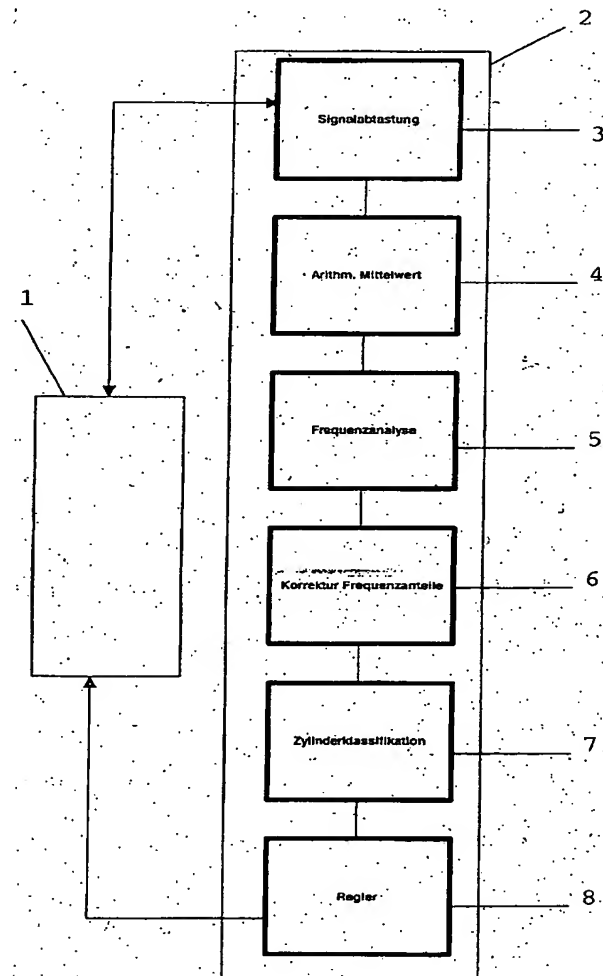 2
Signalabtastung
3
Arithm. Mittelwert
4
1
Frequenzanalyse
5
Korrektur Frequenzanteile
6
Zylinderklassifikation
7
Regler
8